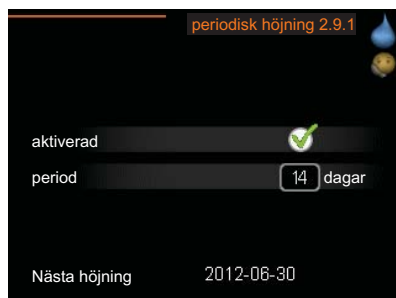 periodisk höjning 2.9.1
aktiverad
period 14 dagar
Nästa höjning 2012-06-30